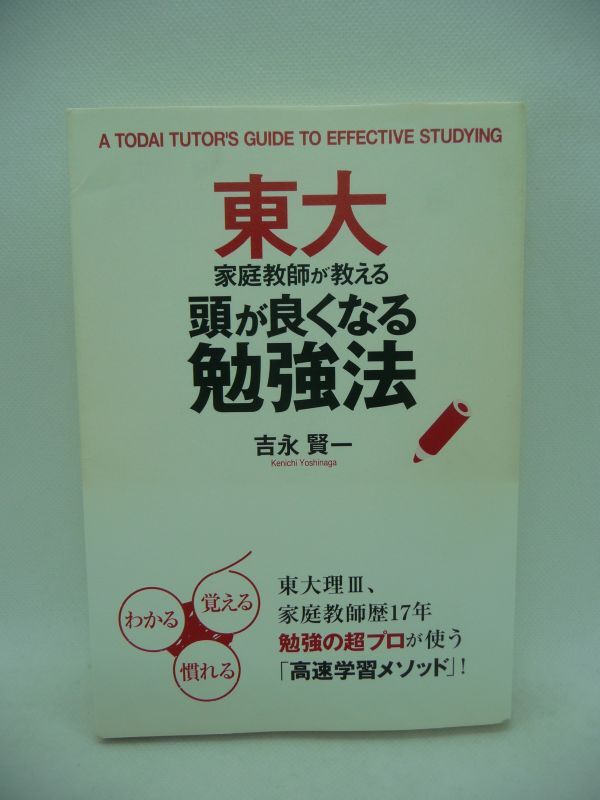 A TODAI TUTOR'S GUIDE TO EFFECTIVE STUDYING
東大
家庭教師が教える
頭が良くなる
勉強法
吉永 賢一
Kenichi Yoshinaga
わかる
覚える
慣れる
東大理Ⅲ、
家庭教師歴17年
勉強の超プロが使う
「高速学習メソッド」!